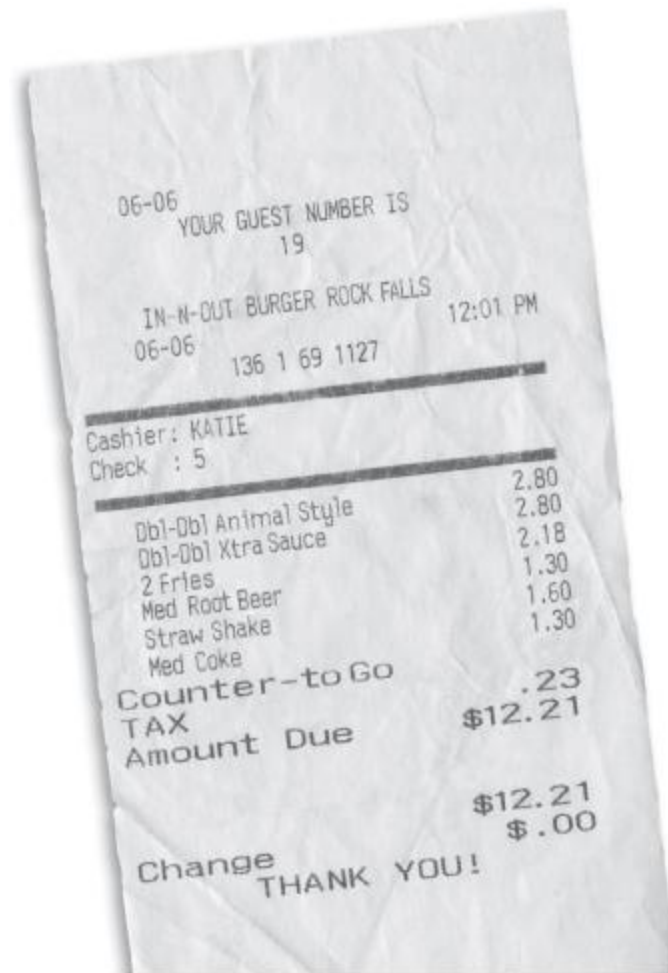 06-06
YOUR GUEST NUMBER IS
19
IN-N-OUT BURGER ROCK FALLS
06-06 12:01 PM
136 1 69 1127
Cashier: KATIE
Check : 5
Dbl-Dbl Animal Style 2.80
Dbl-Dbl Xtra Sauce 2.80
2 Fries 2.18
Med Root Beer 1.30
Straw Shake 1.60
Med Coke 1.30
Counter-to Go
TAX .23
Amount Due $12.21
$12.21
Change $.00
THANK YOU!